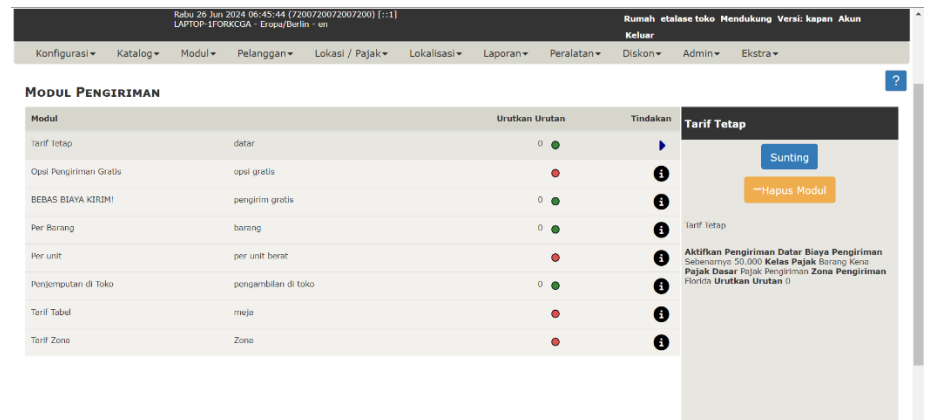 Rabu 26 Jun 2024 06:45:44 (7200720072007200) [::1]
LAPTOP-1FORKCGA - Eropa/Berlin - en
Rumah etalase toko Mendukung Versi: kapan Akun
Keluar
Konfigurasi Katalog Modul Pelanggan Lokasi / Pajak Lokalisasi Laporan Peralatan Diskon Admin Ekstra
?
MODUL PENGIRIMAN
Modul Urutkan Urutan Tindakan
Tarif Tetap datar 0
Opsi Pengiriman Gratis opsi gratis
BEBAS BIAYA KIRIM! pengirim gratis 0
Per Barang barang 0
Per unit per unit berat
Penjemputan di Toko pengambilan di toko 0
Tarif Tabel meja
Tarif Zona Zona
Tarif Tetap
Sunting
Hapus Modul
Tarif Tetap
Aktifkan Pengiriman Datar Biaya Pengiriman
Sebenarnya 50.000 Kelas Pajak Barang Kena
Pajak Dasar Pajak Pengiriman Zona Pengiriman
Florida Urutkan Urutan 0